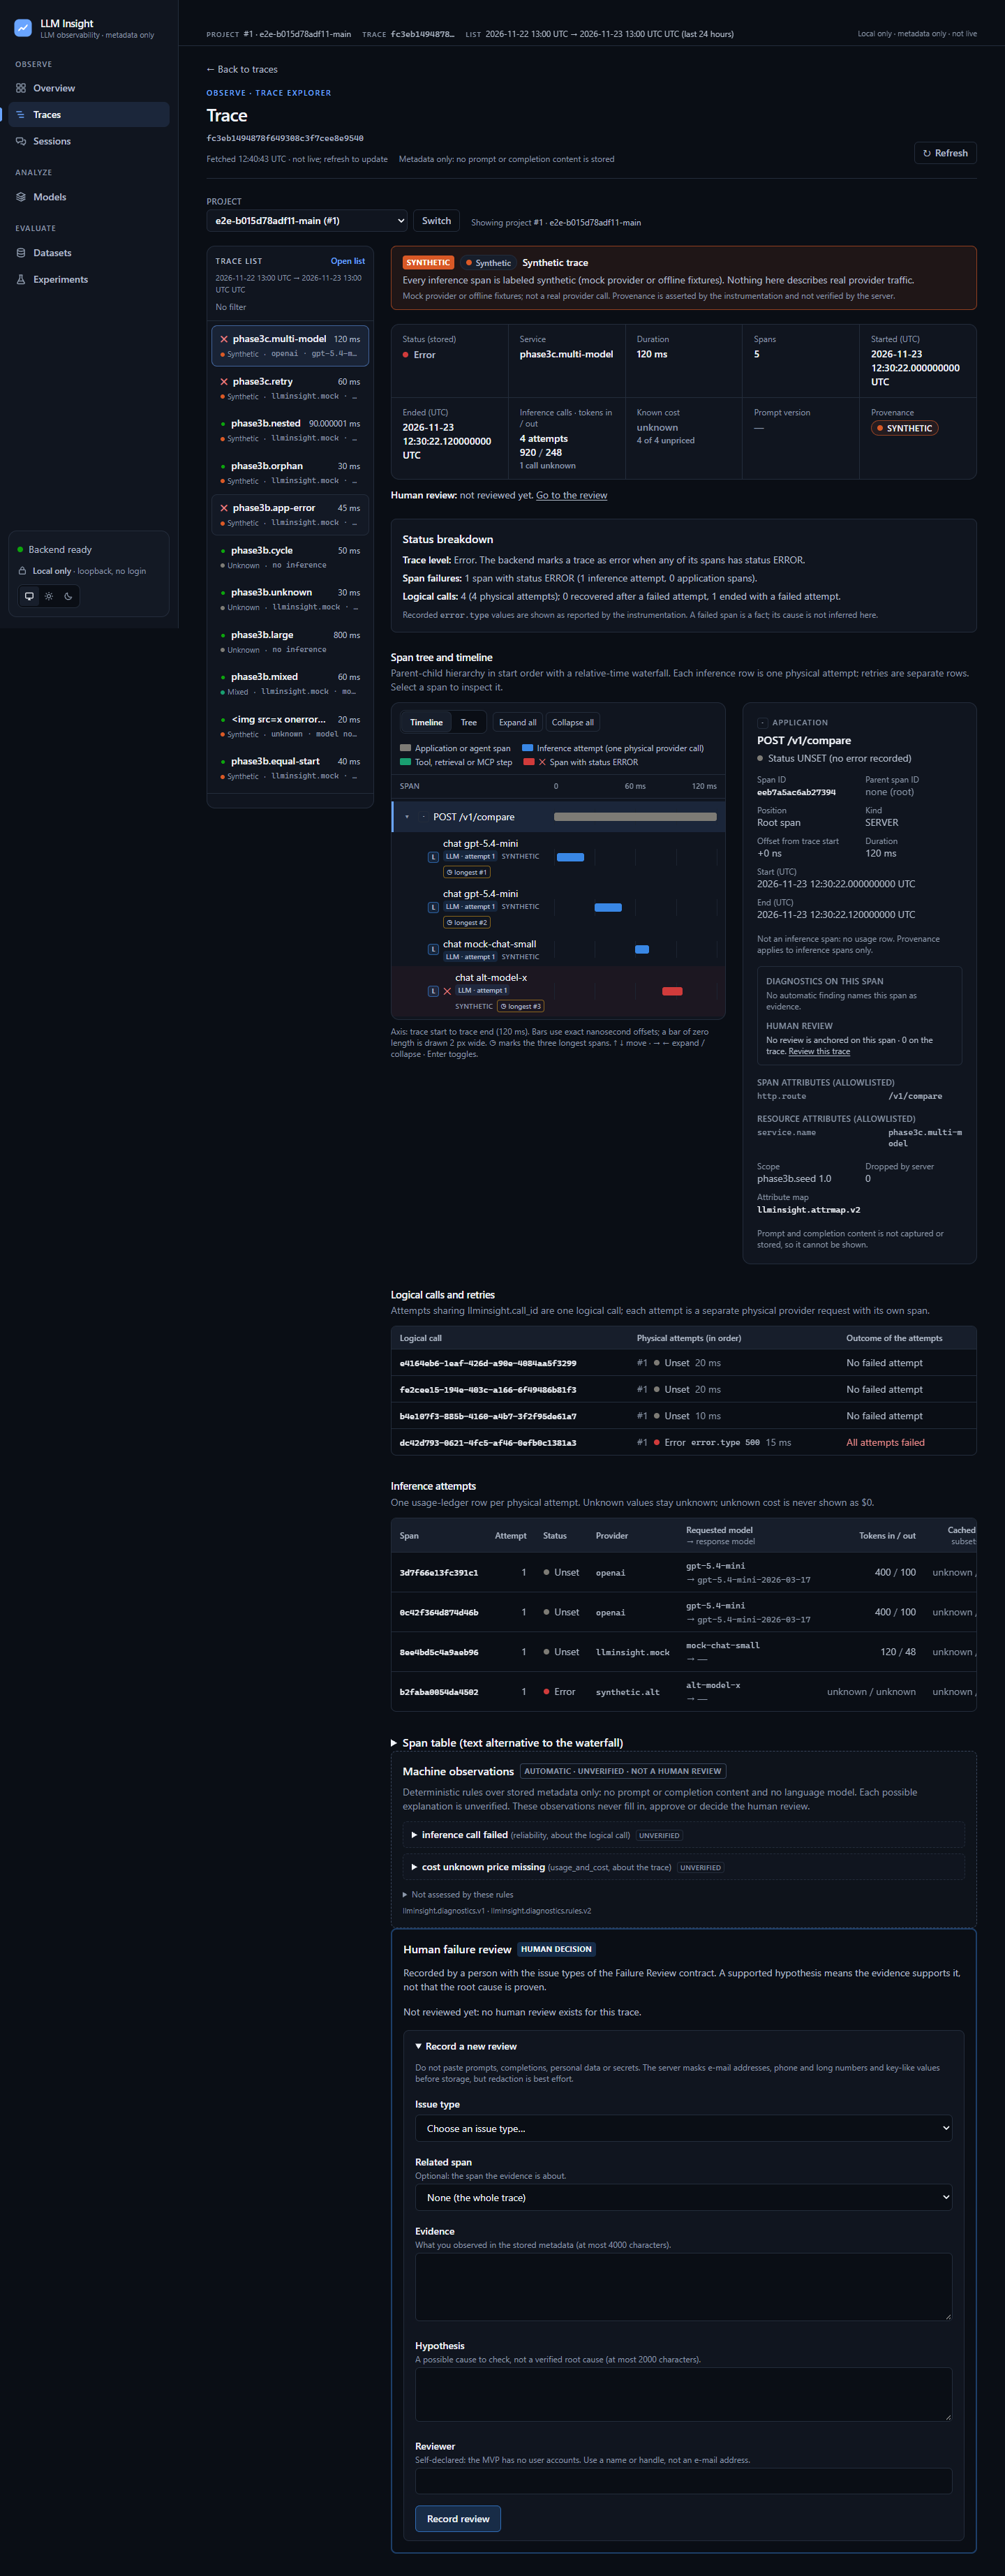 LLM Insight
LLM observability · metadata only
OBSERVE
Overview
Traces
Sessions
ANALYZE
Models
EVALUATE
Datasets
Experiments
Backend ready
Local only · loopback, no login
PROJECT #1 · e2e-b015d78adf11-main TRACE fc3eb1494878… LIST 2026-11-22 13:00 UTC → 2026-11-23 13:00 UTC UTC (last 24 hours)
Local only · metadata only · not live
← Back to traces
OBSERVE · TRACE EXPLORER
Trace
fc3eb1494878f649308c3f7cee8e9540
Fetched 12:40:43 UTC · not live; refresh to update Metadata only: no prompt or completion content is stored
↻ Refresh
PROJECT
e2e-b015d78adf11-main (#1)
Switch
Showing project #1 · e2e-b015d78adf11-main
TRACE LIST
Open list
2026-11-22 13:00 UTC → 2026-11-23 13:00
UTC UTC
No filter
phase3c.multi-model 120 ms
Synthetic · openai · gpt-5.4-m…
phase3c.retry 60 ms
Synthetic · llminsight.mock · …
phase3b.nested 90.000001 ms
Synthetic · llminsight.mock · …
phase3b.orphan 30 ms
Synthetic · llminsight.mock · …
phase3b.app-error 45 ms
Synthetic · llminsight.mock · …
phase3b.cycle 50 ms
Unknown · no inference
phase3b.unknown 30 ms
Unknown · llminsight.mock · …
phase3b.large 800 ms
Unknown · no inference
phase3b.mixed 60 ms
Mixed · llminsight.mock · mo…
<img src=x onerror… 20 ms
Synthetic · unknown · model no…
phase3b.equal-start 40 ms
Synthetic · llminsight.mock · …
SYNTHETIC Synthetic Synthetic trace
Every inference span is labeled synthetic (mock provider or offline fixtures). Nothing here describes real provider traffic.
Mock provider or offline fixtures; not a real provider call. Provenance is asserted by the instrumentation and not verified by the server.
Status (stored)
Error
Service
phase3c.multi-model
Duration
120 ms
Spans
5
Started (UTC)
2026-11-23
12:30:22.000000000
UTC
Ended (UTC)
2026-11-23
12:30:22.120000000
UTC
Inference calls · tokens in
/ out
4 attempts
920 / 248
1 call unknown
Known cost
unknown
4 of 4 unpriced
Prompt version
—
Provenance
SYNTHETIC
Human review: not reviewed yet. Go to the review
Status breakdown
Trace level: Error. The backend marks a trace as error when any of its spans has status ERROR.
Span failures: 1 span with status ERROR (1 inference attempt, 0 application spans).
Logical calls: 4 (4 physical attempts); 0 recovered after a failed attempt, 1 ended with a failed attempt.
Recorded error.type values are shown as reported by the instrumentation. A failed span is a fact; its cause is not inferred here.
Span tree and timeline
Parent-child hierarchy in start order with a relative-time waterfall. Each inference row is one physical attempt; retries are separate rows.
Select a span to inspect it.
Timeline Tree Expand all Collapse all
Application or agent span Inference attempt (one physical provider call)
Tool, retrieval or MCP step Span with status ERROR
SPAN 0 60 ms 120 ms
POST /v1/compare
chat gpt-5.4-mini
L LLM · attempt 1 SYNTHETIC
longest #1
chat gpt-5.4-mini
L LLM · attempt 1 SYNTHETIC
longest #2
chat mock-chat-small
L LLM · attempt 1 SYNTHETIC
chat alt-model-x
L LLM · attempt 1
SYNTHETIC longest #3
Axis: trace start to trace end (120 ms). Bars use exact nanosecond offsets; a bar of zero
length is drawn 2 px wide. ◷ marks the three longest spans. ↑ ↓ move · → ← expand /
collapse · Enter toggles.
· APPLICATION
POST /v1/compare
Status UNSET (no error recorded)
Span ID
eeb7a5ac6ab27394
Parent span ID
none (root)
Position
Root span
Kind
SERVER
Offset from trace start
+0 ns
Duration
120 ms
Start (UTC)
2026-11-23 12:30:22.000000000 UTC
End (UTC)
2026-11-23 12:30:22.120000000 UTC
Not an inference span: no usage row. Provenance
applies to inference spans only.
DIAGNOSTICS ON THIS SPAN
No automatic finding names this span as
evidence.
HUMAN REVIEW
No review is anchored on this span · 0 on the
trace. Review this trace
SPAN ATTRIBUTES (ALLOWLISTED)
http.route /v1/compare
RESOURCE ATTRIBUTES (ALLOWLISTED)
service.name phase3c.multi-m
odel
Scope
phase3b.seed 1.0
Dropped by server
0
Attribute map
llminsight.attrmap.v2
Prompt and completion content is not captured or
stored, so it cannot be shown.
Logical calls and retries
Attempts sharing llminsight.call_id are one logical call; each attempt is a separate physical provider request with its own span.
Logical call Physical attempts (in order) Outcome of the attempts
e4164eb6-1eaf-426d-a90e-4084aa5f3299 #1 Unset 20 ms No failed attempt
fe2cee15-194e-403c-a166-6f49486b81f3 #1 Unset 20 ms No failed attempt
b4e107f3-885b-4160-a4b7-3f2f95de61a7 #1 Unset 10 ms No failed attempt
dc42d793-0621-4fc5-af46-0efb0c1381a3 #1 Error error.type 500 15 ms All attempts failed
Inference attempts
One usage-ledger row per physical attempt. Unknown values stay unknown; unknown cost is never shown as $0.
Span Attempt Status Provider Requested model Tokens in / out Cached
→ response model subset
3d7f66e13fc391c1 1 Unset openai gpt-5.4-mini 400 / 100 unknown /
→ gpt-5.4-mini-2026-03-17
0c42f364d874d46b 1 Unset openai gpt-5.4-mini 400 / 100 unknown /
→ gpt-5.4-mini-2026-03-17
8ee4bd5c4a9aeb96 1 Unset llminsight.mock mock-chat-small 120 / 48 unknown /
→ —
b2faba0054da4502 1 Error synthetic.alt alt-model-x unknown / unknown unknown /
→ —
Span table (text alternative to the waterfall)
Machine observations AUTOMATIC · UNVERIFIED · NOT A HUMAN REVIEW
Deterministic rules over stored metadata only: no prompt or completion content and no language model. Each possible
explanation is unverified. These observations never fill in, approve or decide the human review.
inference call failed (reliability, about the logical call) UNVERIFIED
cost unknown price missing (usage_and_cost, about the trace) UNVERIFIED
Not assessed by these rules
llminsight.diagnostics.v1 · llminsight.diagnostics.rules.v2
Human failure review HUMAN DECISION
Recorded by a person with the issue types of the Failure Review contract. A supported hypothesis means the evidence supports it,
not that the root cause is proven.
Not reviewed yet: no human review exists for this trace.
Record a new review
Do not paste prompts, completions, personal data or secrets. The server masks e-mail addresses, phone and long numbers and key-like values
before storage, but redaction is best effort.
Issue type
Choose an issue type...
Related span
Optional: the span the evidence is about.
None (the whole trace)
Evidence
What you observed in the stored metadata (at most 4000 characters).
Hypothesis
A possible cause to check, not a verified root cause (at most 2000 characters).
Reviewer
Self-declared: the MVP has no user accounts. Use a name or handle, not an e-mail address.
Record review